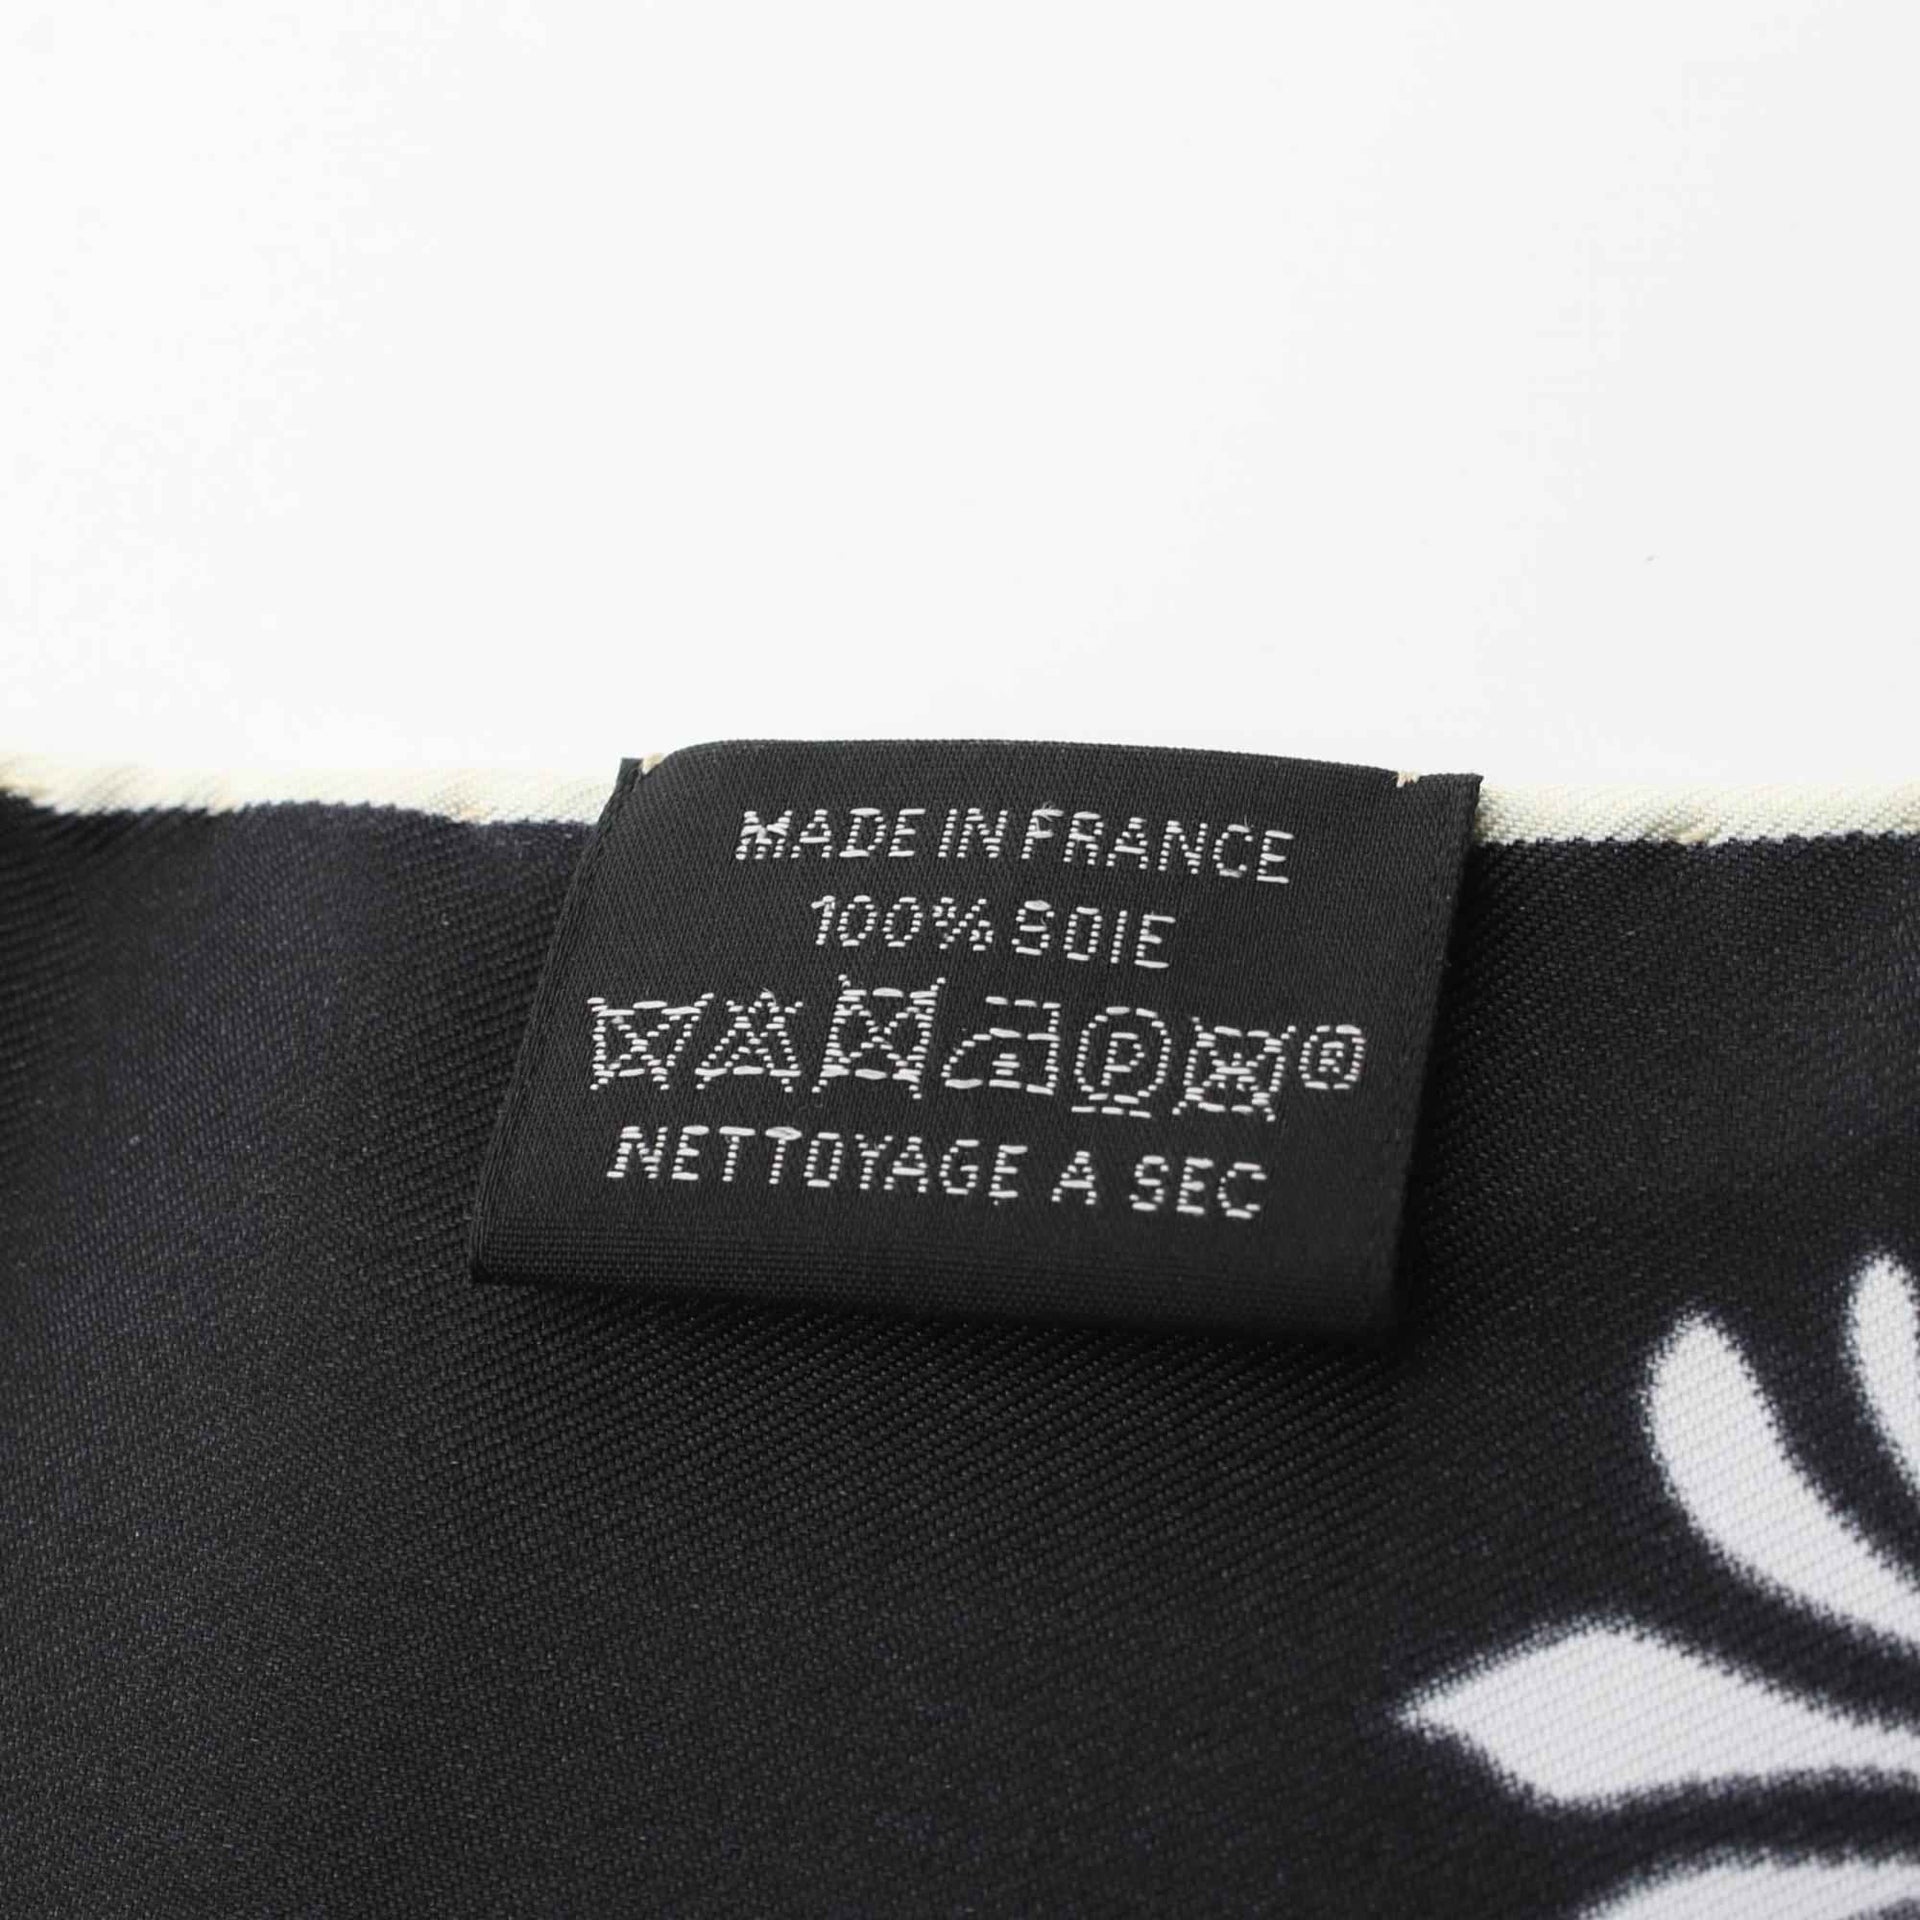 MADE IN FRANCE
100% SOIE
P ®
NETTOYAGE A SEC